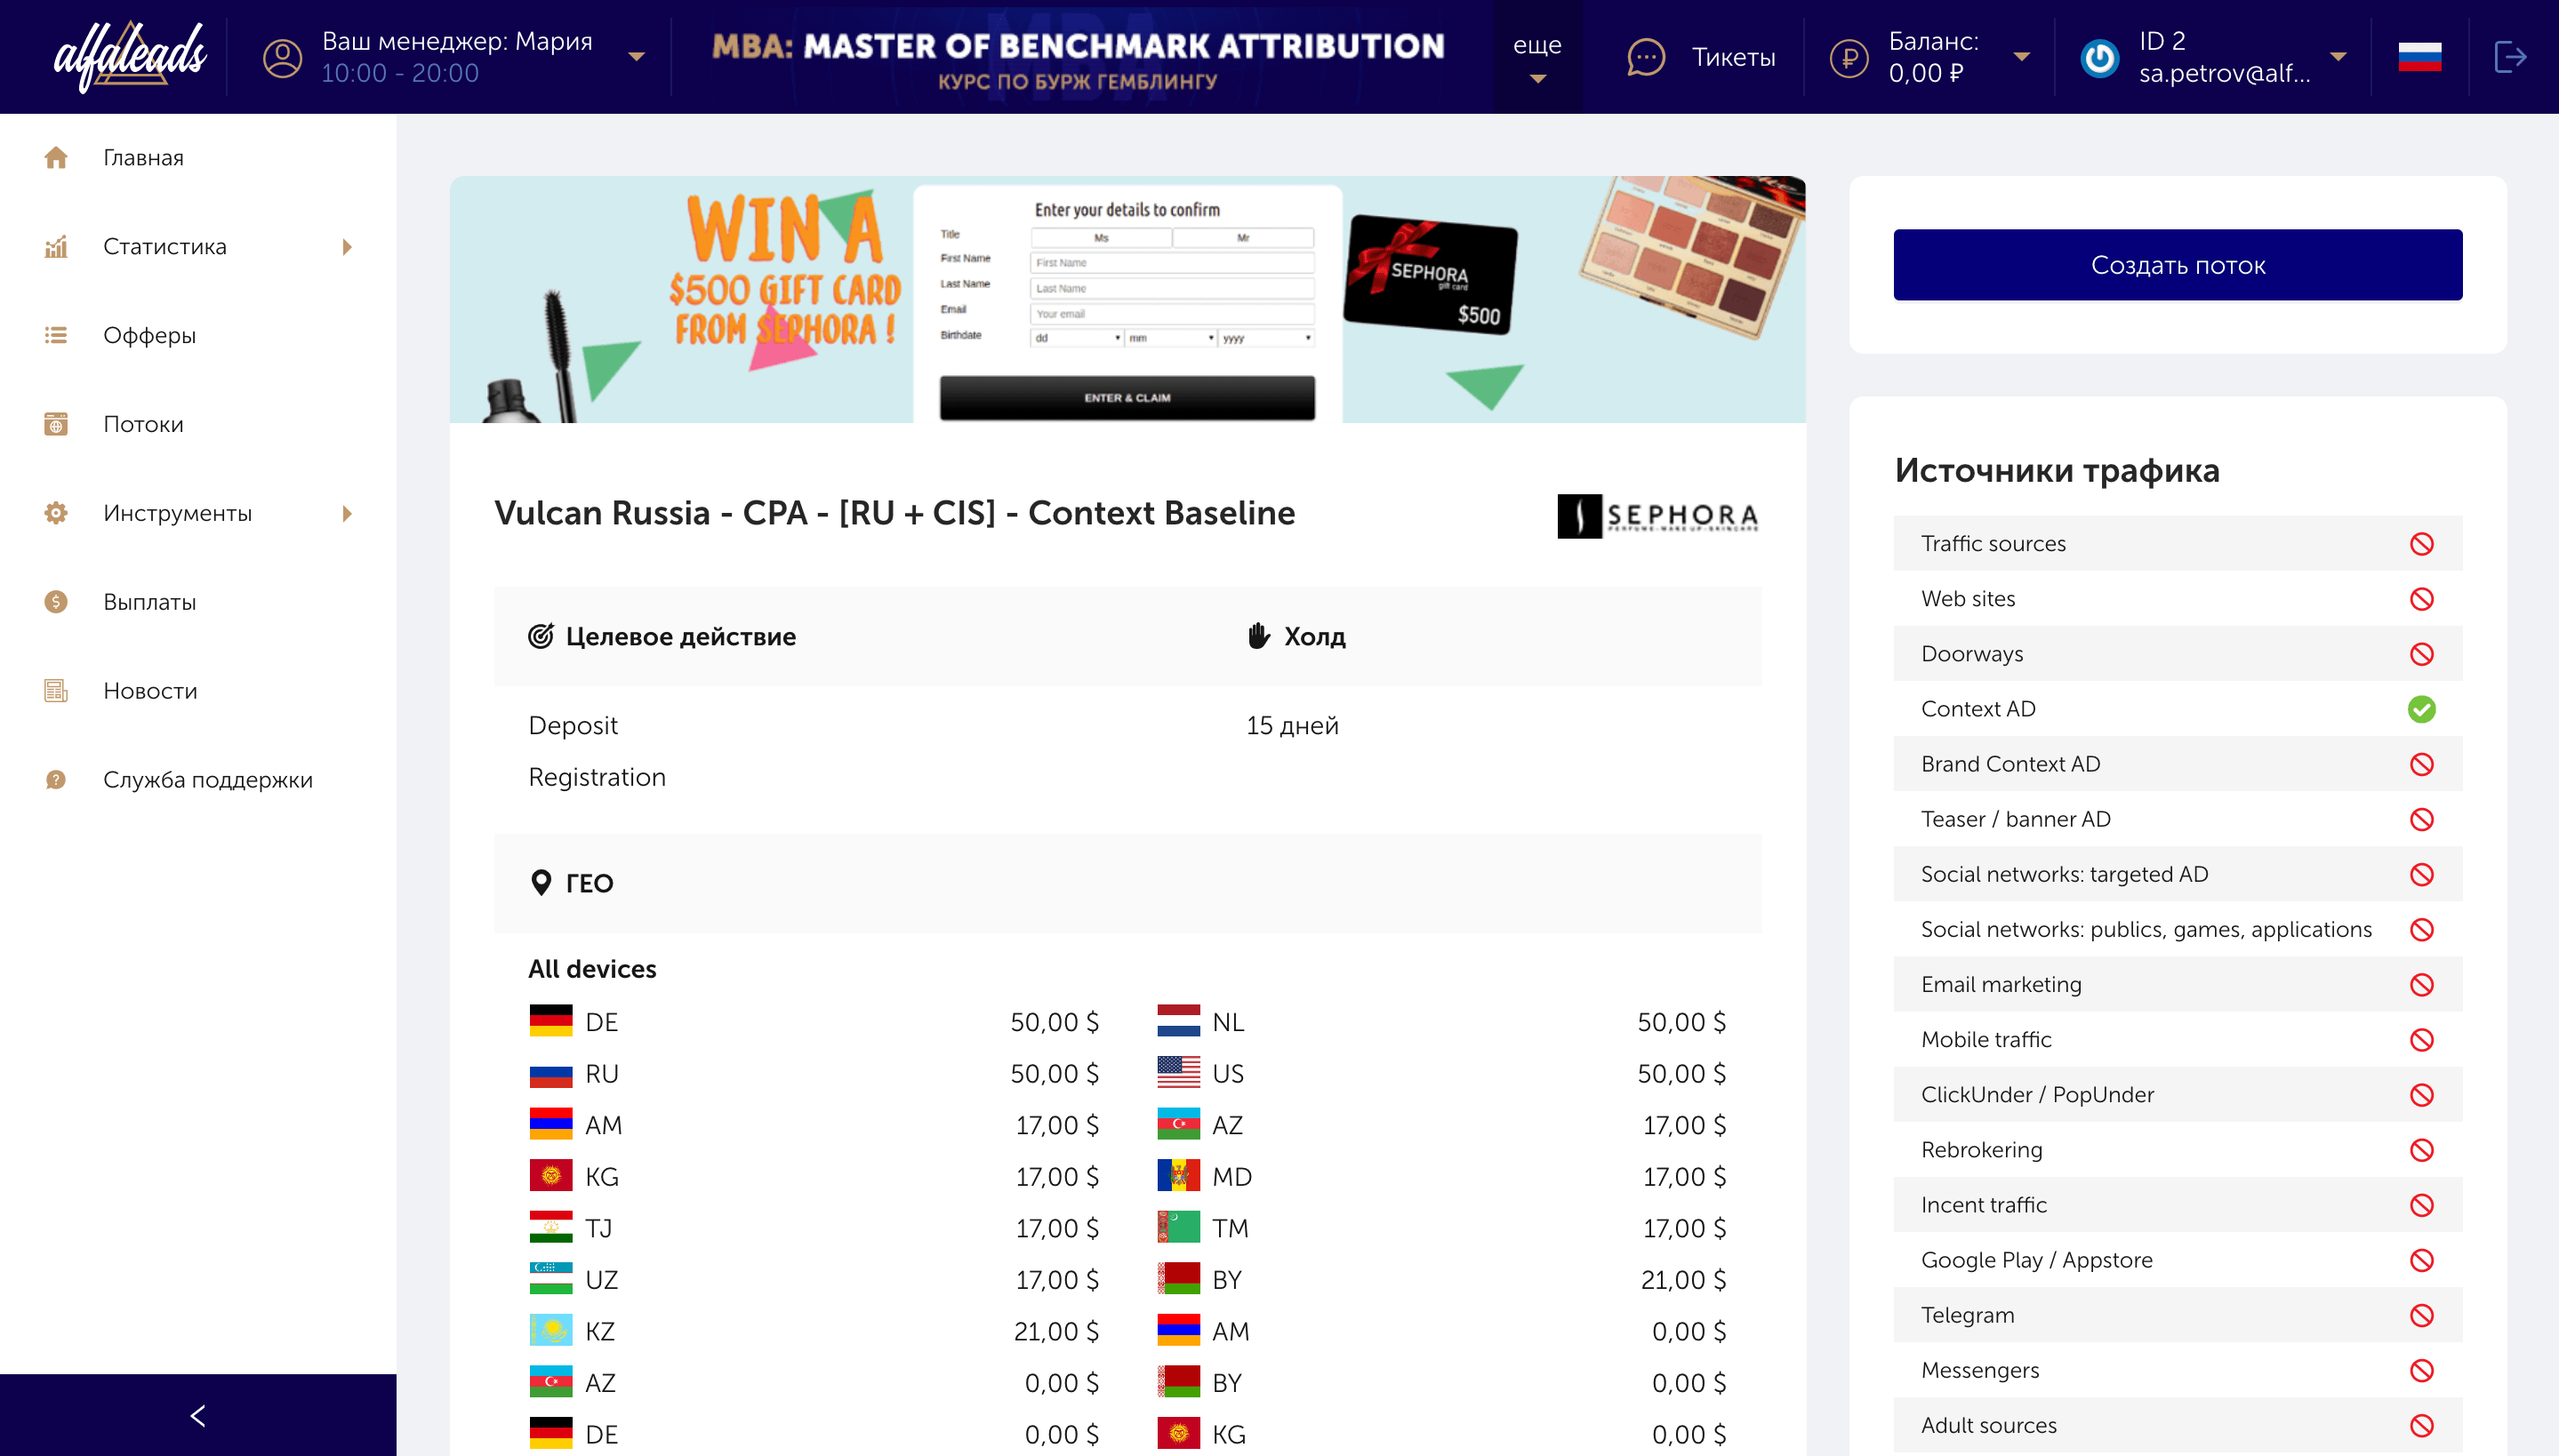 alfaleads
Ваш менеджер: Мария
10:00 - 20:00
MBA: MASTER OF BENCHMARK ATTRIBUTION
КУРС ПО БУРЖ ГЕМБЛИНГУ
еще
Тикеты
Баланс:
0,00 ₽
ID 2
sa.petrov@alf...
Главная
Статистика
Офферы
Потоки
Инструменты
Выплаты
Новости
Служба поддержки
WIN A
$500 GIFT CARD
FROM SEPHORA !
Enter your details to confirm
Title Ms Mr
First Name First Name
Last Name Last Name
Email Your email
Birthdate dd mm yyyy
ENTER & CLAIM
SEPHORA
gift card
$500
Vulcan Russia - CPA - [RU + CIS] - Context Baseline
SEPHORA
PERFUME-MAKEUP-SKINCARE
Целевое действие Холд
Deposit 15 дней
Registration
ГЕО
All devices
DE 50,00 $ NL 50,00 $
RU 50,00 $ US 50,00 $
AM 17,00 $ AZ 17,00 $
KG 17,00 $ MD 17,00 $
TJ 17,00 $ TM 17,00 $
UZ 17,00 $ BY 21,00 $
KZ 21,00 $ AM 0,00 $
AZ 0,00 $ BY 0,00 $
DE 0,00 $ KG 0,00 $
Создать поток
Источники трафика
Traffic sources
Web sites
Doorways
Context AD
Brand Context AD
Teaser / banner AD
Social networks: targeted AD
Social networks: publics, games, applications
Email marketing
Mobile traffic
ClickUnder / PopUnder
Rebrokering
Incent traffic
Google Play / Appstore
Telegram
Messengers
Adult sources